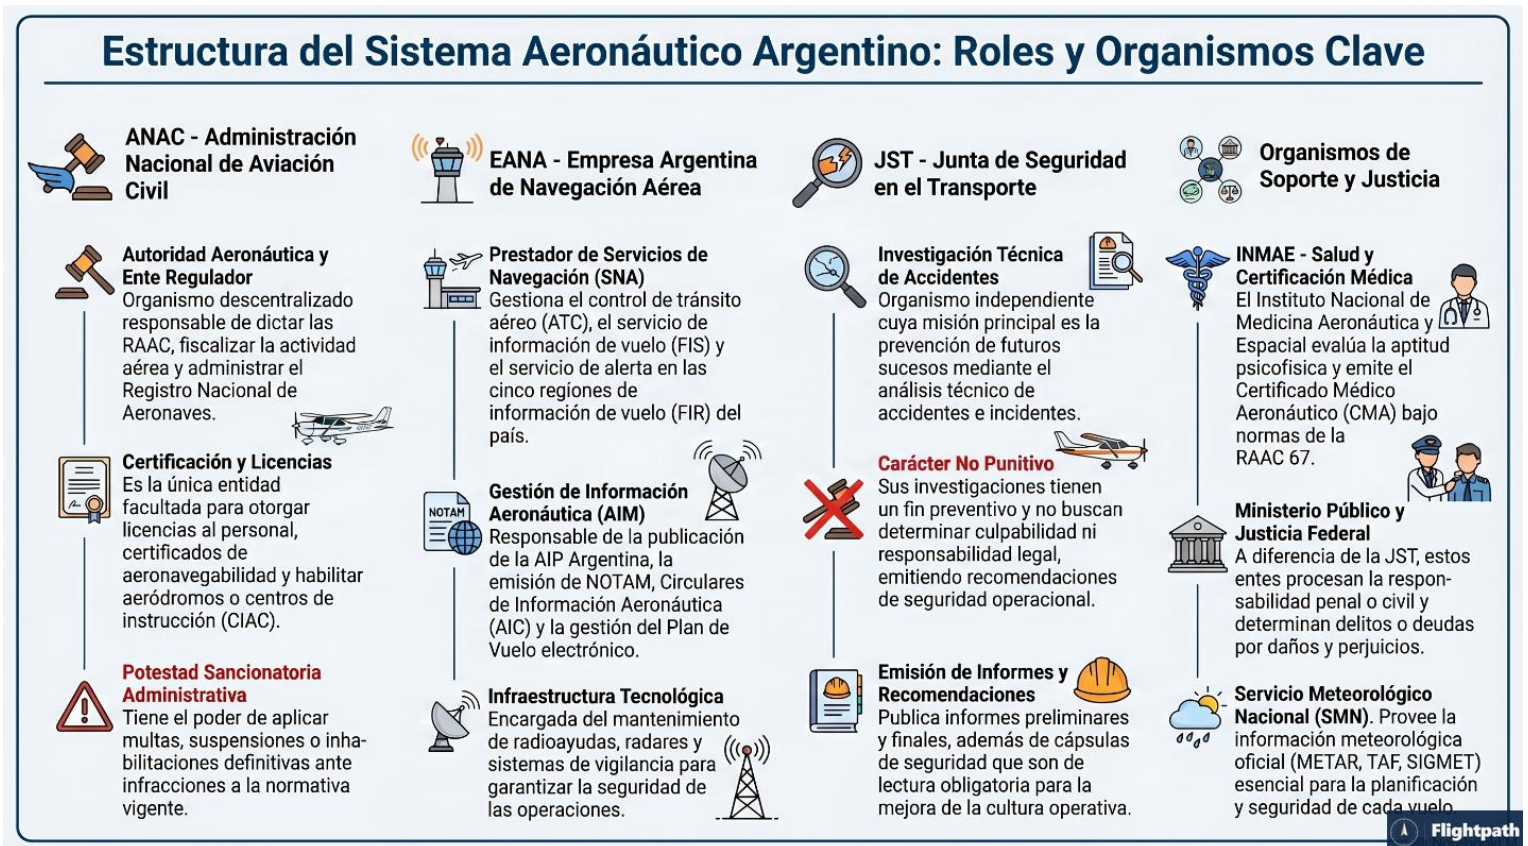 Estructura del Sistema Aeronáutico Argentino: Roles y Organismos Clave
ANAC - Administración
Nacional de Aviación
Civil
Autoridad Aeronáutica y
Ente Regulador
Organismo descentralizado
responsable de dictar las
RAAC, fiscalizar la actividad
aérea y administrar el
Registro Nacional de
Aeronaves.
Certificación y Licencias
Es la única entidad
facultada para otorgar
licencias al personal,
certificados de
aeronavegabilidad y habilitar
aeródromos o centros de
instrucción (CIAC).
Potestad Sancionatoria
Administrativa
Tiene el poder de aplicar
multas, suspensiones o inha-
bilitaciones definitivas ante
infracciones a la normativa
vigente.
EANA - Empresa Argentina
de Navegación Aérea
Prestador de Servicios de
Navegación (SNA)
Gestiona el control de tránsito
aéreo (ATC), el servicio de
información de vuelo (FIS) y
el servicio de alerta en las
cinco regiones de
información de vuelo (FIR) del
país.
NOTAM
Gestión de Información
Aeronáutica (AIM)
Responsable de la publicación
de la AIP Argentina, la
emisión de NOTAM, Circulares
de Información Aeronáutica
(AIC) y la gestión del Plan de
Vuelo electrónico.
Infraestructura Tecnológica
Encargada del mantenimiento
de radioayudas, radares y
sistemas de vigilancia para
garantizar la seguridad de
las operaciones.
JST - Junta de Seguridad
en el Transporte
Investigación Técnica
de Accidentes
Organismo independiente
cuya misión principal es la
prevención de futuros
sucesos mediante el
análisis técnico de
accidentes e incidentes.
Carácter No Punitivo
Sus investigaciones tienen
un fin preventivo y no buscan
determinar culpabilidad ni
responsabilidad legal,
emitiendo recomendaciones
de seguridad operacional.
Emisión de Informes y
Recomendaciones
Publica informes preliminares
y finales, además de cápsulas
de seguridad que son de
lectura obligatoria para la
mejora de la cultura operativa.
Organismos de
Soporte y Justicia
INMAE - Salud y
Certificación Médica
El Instituto Nacional de
Medicina Aeronáutica y
Espacial evalúa la aptitud
psicofisica y emite el
Certificado Médico
Aeronáutico (CMA) bajo
normas de la
RAAC 67.
Ministerio Público y
Justicia Federal
A diferencia de la JST, estos
entes procesan la respon-
sabilidad penal o civil y
determinan delitos o deudas
por daños y perjuicios.
Servicio Meteorológico
Nacional (SMN). Provee la
información meteorológica
oficial (METAR, TAF, SIGMET)
esencial para la planificación
y seguridad de cada vuelo
Flightpath